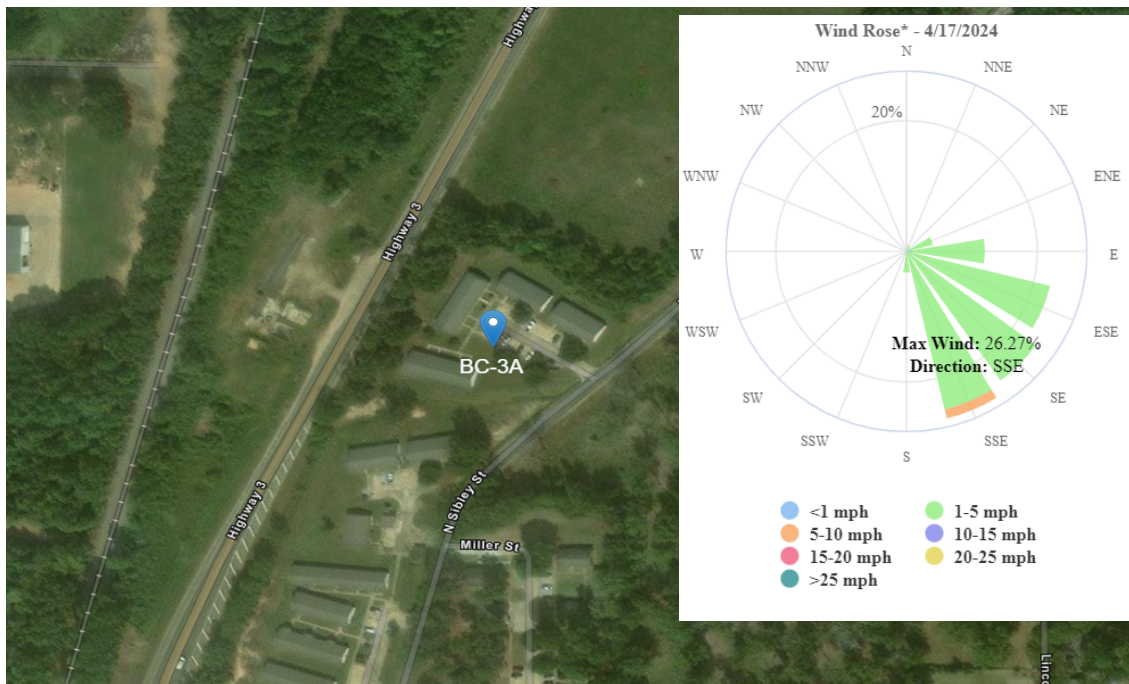 Highway
Highway 3
BC-3A
Highway 3
N Sibley St
Miller St
Wind Rose* - 4/17/2024
N
NNW
NNE
NW
NE
20%
WNW
ENE
W
E
WSW
ESE
Max Wind: 26.27%
Direction: SSE
SW
SE
SSW
SSE
S
<1 mph
1-5 mph
5-10 mph
10-15 mph
15-20 mph
20-25 mph
>25 mph
Linco